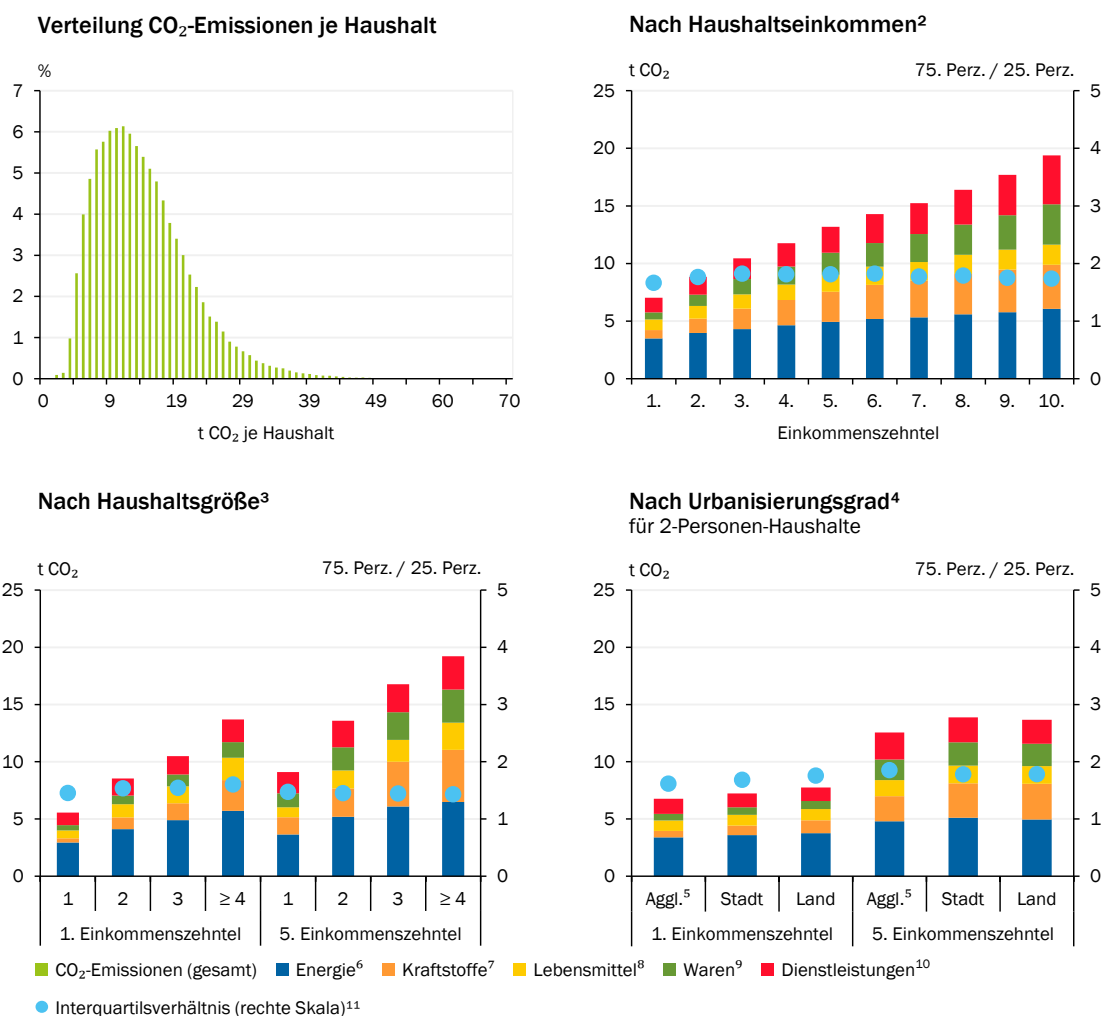 Verteilung CO₂-Emissionen je Haushalt
%
7
6
5
4
3
2
1
0
0 9 19 29 39 49 60 70
t CO₂ je Haushalt
Nach Haushaltseinkommen²
t CO₂ 75. Perz. / 25. Perz.
25 5
20 4
15 3
10 2
5 1
0 0
1. 2. 3. 4. 5. 6. 7. 8. 9. 10.
Einkommenszehntel
Nach Haushaltsgröße³
t CO₂ 75. Perz. / 25. Perz.
25 5
20 4
15 3
10 2
5 1
0 0
1 2 3 ≥ 4 1 2 3 ≥ 4
1. Einkommenszehntel 5. Einkommenszehntel
Nach Urbanisierungsgrad⁴
für 2-Personen-Haushalte
t CO₂ 75. Perz. / 25. Perz.
25 5
20 4
15 3
10 2
5 1
0 0
Aggl.⁵ Stadt Land Aggl.⁵ Stadt Land
1. Einkommenszehntel 5. Einkommenszehntel
CO₂-Emissionen (gesamt) Energie⁶ Kraftstoffe⁷ Lebensmittel⁸ Waren⁹ Dienstleistungen¹⁰
Interquartilsverhältnis (rechte Skala)¹¹